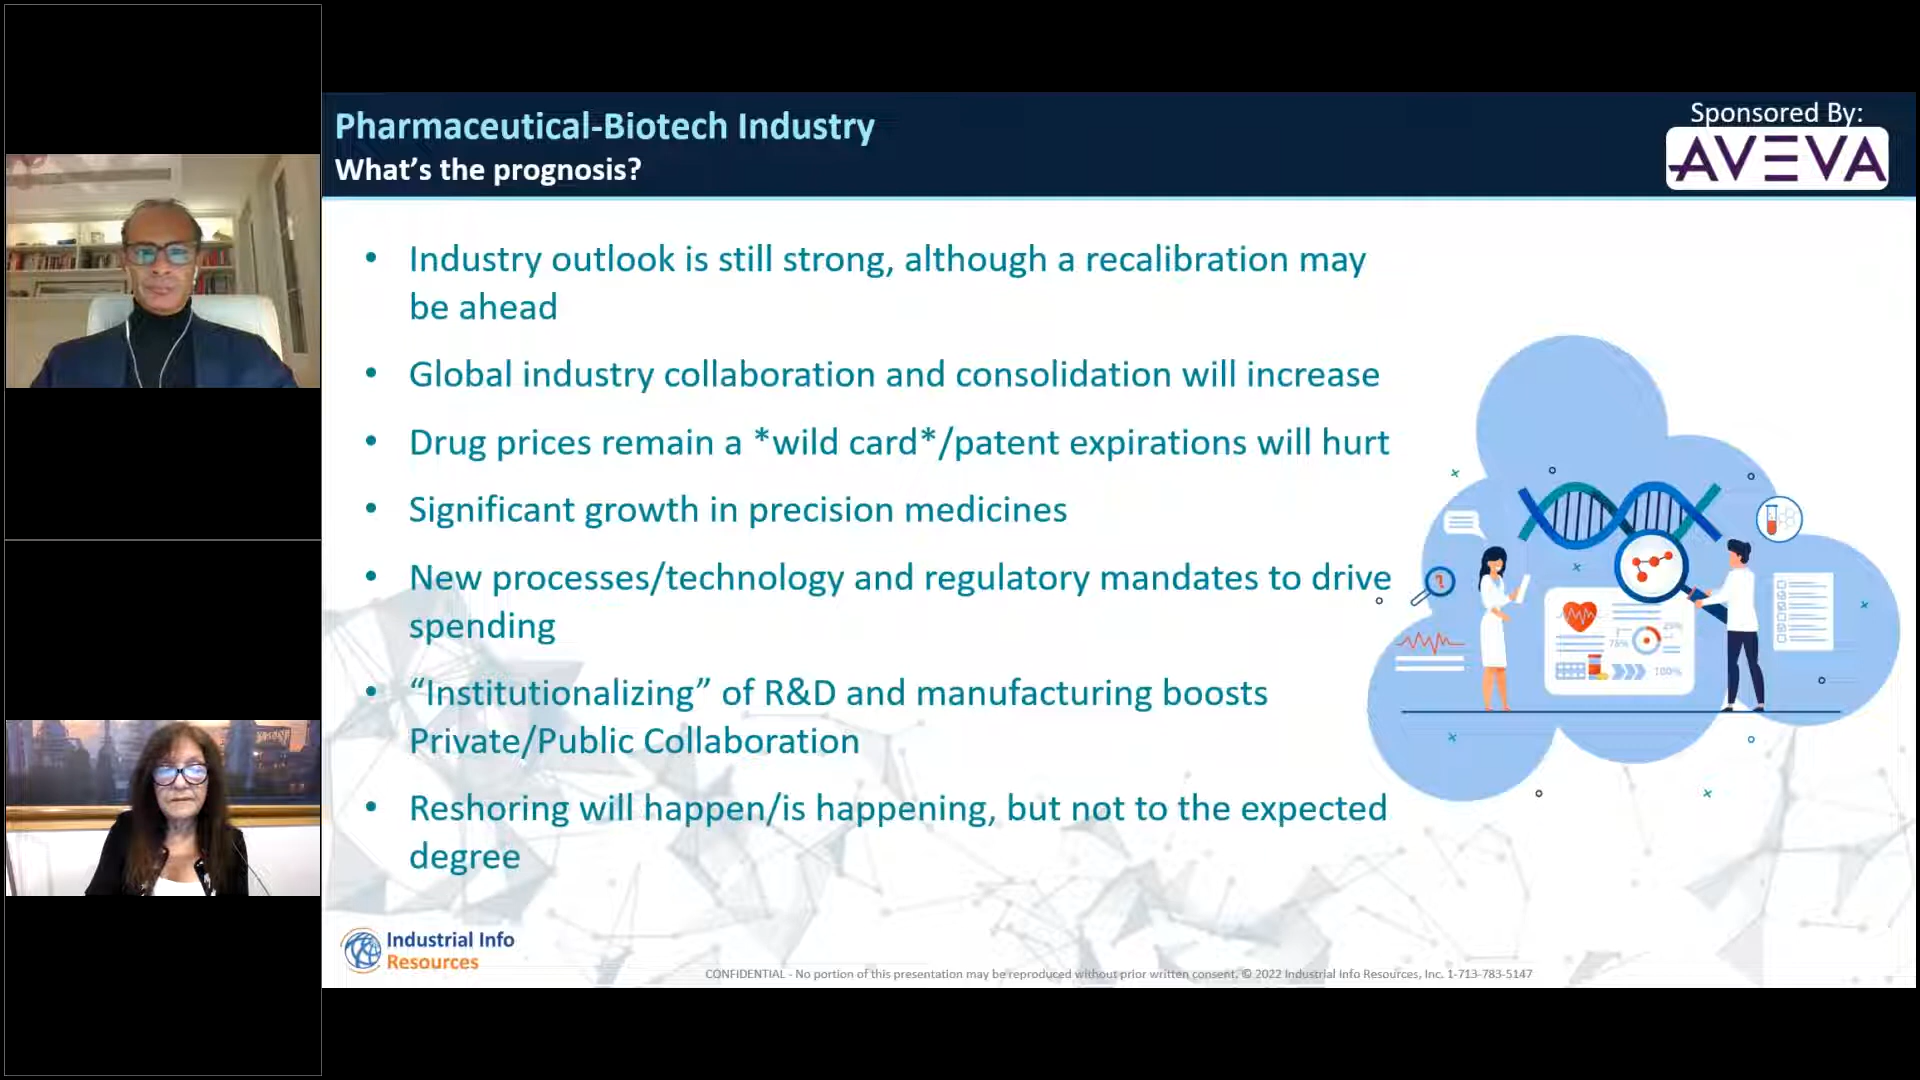 Pharmaceutical-Biotech Industry
What's the prognosis?
Sponsored By:
AVEVA
• Industry outlook is still strong, although a recalibration may
be ahead
• Global industry collaboration and consolidation will increase
• Drug prices remain a *wild card*/patent expirations will hurt
• Significant growth in precision medicines
• New processes/technology and regulatory mandates to drive
spending
• “Institutionalizing” of R&D and manufacturing boosts
Private/Public Collaboration
• Reshoring will happen/is happening, but not to the expected
degree
25%
76%
100%
Industrial Info
Resources
CONFIDENTIAL - No portion of this presentation may be reproduced without prior written consent. © 2022 Industrial Info Resources, Inc. 1-713-783-5147